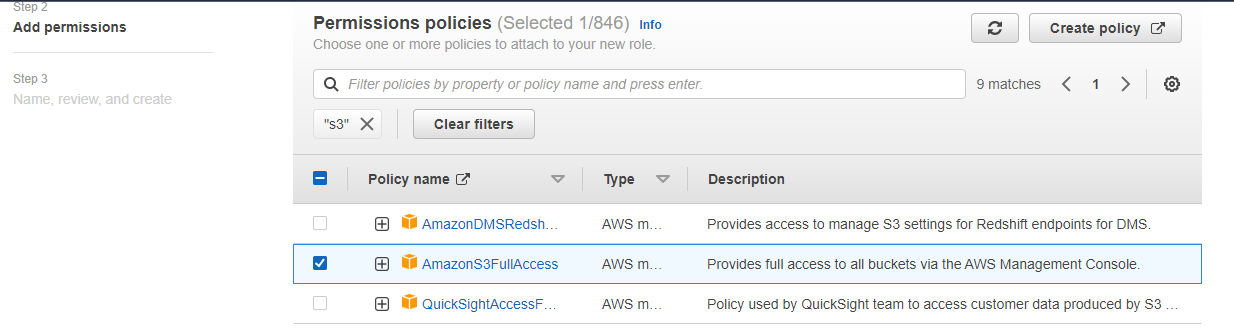 Step 2
Add permissions
Step 3
Name, review, and create
Permissions policies (Selected 1/846) Info
Choose one or more policies to attach to your new role.
Create policy
Filter policies by property or policy name and press enter.
9 matches 1
"s3"
Clear filters
Policy name Type Description
AmazonDMSRedsh... AWS m... Provides access to manage S3 settings for Redshift endpoints for DMS.
AmazonS3FullAccess AWS m... Provides full access to all buckets via the AWS Management Console.
QuickSightAccessF... AWS m... Policy used by QuickSight team to access customer data produced by S3 ...